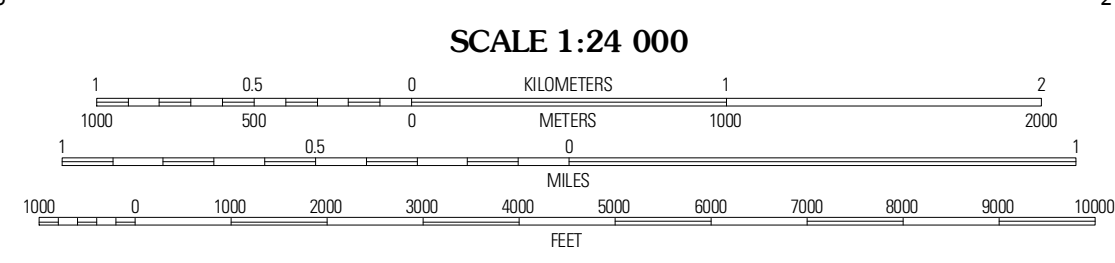 SCALE 1:24 000
1 0.5 0 KILOMETERS 1 2
1000 500 0 METERS 1000 2000
1 0.5 0 1
MILES
1000 0 1000 2000 3000 4000 5000 6000 7000 8000 9000 10000
FEET